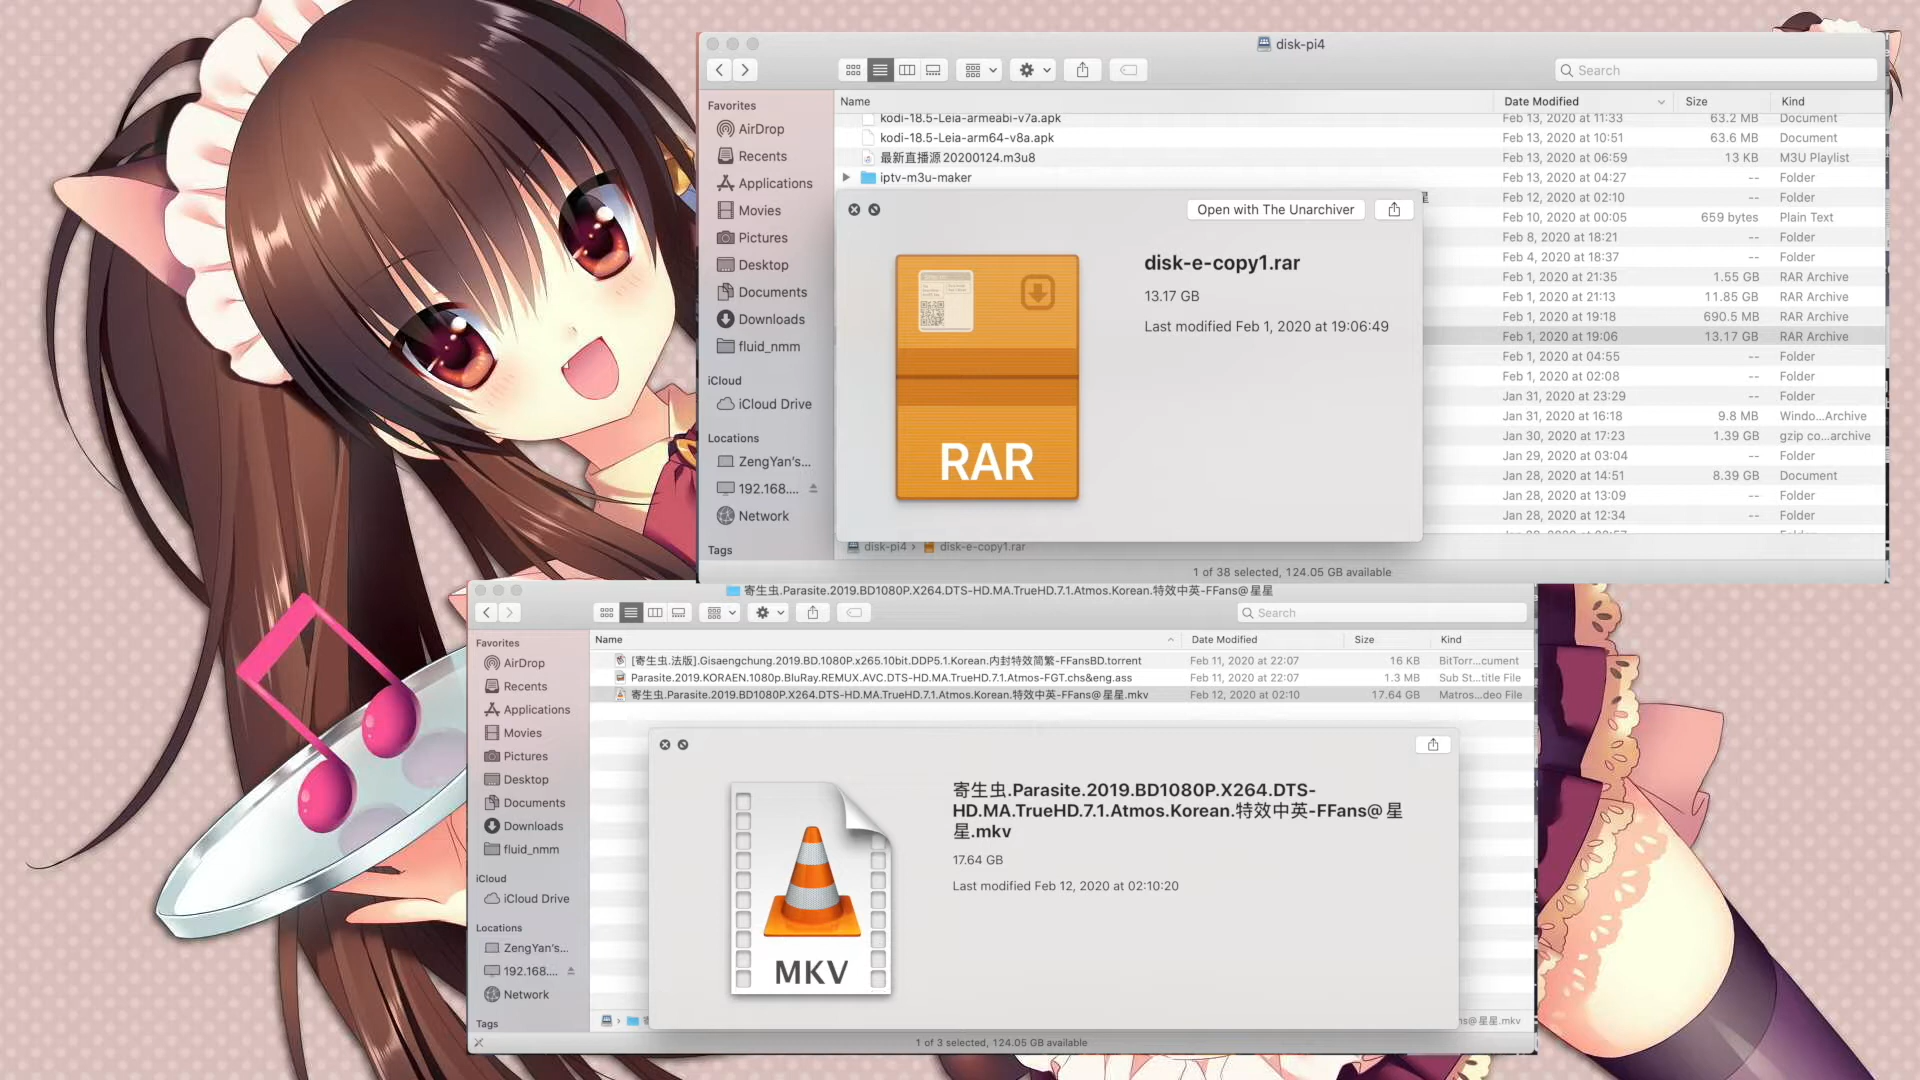 disk-pi4
Search
Favorites
AirDrop
Recents
Applications
Movies
Pictures
Desktop
Documents
Downloads
fluid_nmm
iCloud
iCloud Drive
Locations
ZengYan's...
192.168....
Network
Tags
Name Date Modified Size Kind
kodi-18.5-Leia-armeabi-v7a.apk Feb 13, 2020 at 11:33 63.2 MB Document
kodi-18.5-Leia-arm64-v8a.apk Feb 13, 2020 at 10:51 63.6 MB Document
最新直播源20200124.m3u8 Feb 13, 2020 at 06:59 13 KB M3U Playlist
iptv-m3u-maker Feb 13, 2020 at 04:27 -- Folder
星 Feb 12, 2020 at 02:10 -- Folder
Feb 10, 2020 at 00:05 659 bytes Plain Text
Feb 8, 2020 at 18:21 -- Folder
Feb 4, 2020 at 18:37 -- Folder
Feb 1, 2020 at 21:35 1.55 GB RAR Archive
Feb 1, 2020 at 21:13 11.85 GB RAR Archive
Feb 1, 2020 at 19:18 690.5 MB RAR Archive
Feb 1, 2020 at 19:06 13.17 GB RAR Archive
Feb 1, 2020 at 04:55 -- Folder
Feb 1, 2020 at 02:08 -- Folder
Jan 31, 2020 at 23:29 -- Folder
Jan 31, 2020 at 16:18 9.8 MB Windo...Archive
Jan 30, 2020 at 17:23 1.39 GB gzip co...archive
Jan 29, 2020 at 03:04 -- Folder
Jan 28, 2020 at 14:51 8.39 GB Document
Jan 28, 2020 at 13:09 -- Folder
Jan 28, 2020 at 12:34 -- Folder
Open with The Unarchiver
disk-e-copy1.rar
13.17 GB
Last modified Feb 1, 2020 at 19:06:49
RAR
disk-pi4 › disk-e-copy1.rar
1 of 38 selected, 124.05 GB available
寄生虫.Parasite.2019.BD1080P.X264.DTS-HD.MA.TrueHD.7.1.Atmos.Korean.特效中英-FFans@星星
Search
Favorites
AirDrop
Recents
Applications
Movies
Pictures
Desktop
Documents
Downloads
fluid_nmm
iCloud
iCloud Drive
Locations
ZengYan's...
192.168....
Network
Tags
Name Date Modified Size Kind
[寄生虫.法版].Gisaengchung.2019.BD.1080P.x265.10bit.DDP5.1.Korean.内封特效简繁-FFansBD.torrent Feb 11, 2020 at 22:07 16 KB BitTorr...cument
Parasite.2019.KORAEN.1080p.BluRay.REMUX.AVC.DTS-HD.MA.TrueHD.7.1.Atmos-FGT.chs&eng.ass Feb 11, 2020 at 22:07 1.3 MB Sub St...title File
寄生虫.Parasite.2019.BD1080P.X264.DTS-HD.MA.TrueHD.7.1.Atmos.Korean.特效中英-FFans@星星.mkv Feb 12, 2020 at 02:10 17.64 GB Matros...deo File
寄生虫.Parasite.2019.BD1080P.X264.DTS-
HD.MA.TrueHD.7.1.Atmos.Korean.特效中英-FFans@星
星.mkv
17.64 GB
Last modified Feb 12, 2020 at 02:10:20
MKV
ns@星星.mkv
1 of 3 selected, 124.05 GB available